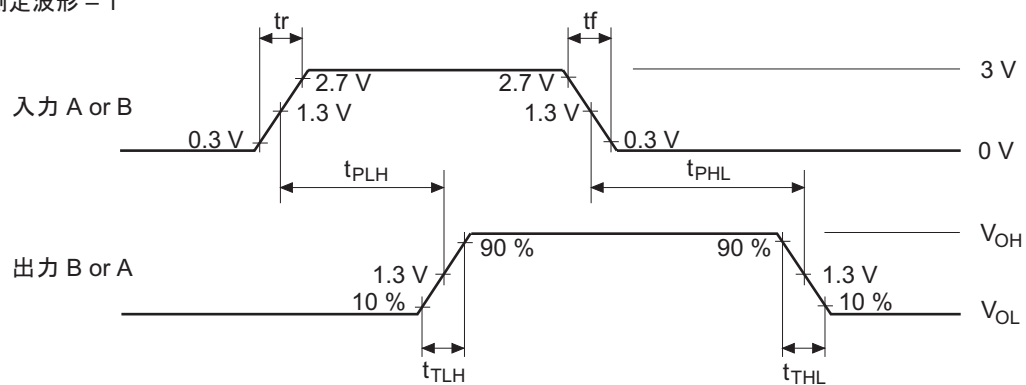 測定波形 = 1
tr
tf
2.7 V
2.7 V
3 V
入力 A or B
1.3 V
1.3 V
0.3 V
0.3 V
0 V
tPLH
tPHL
90 %
90 %
VOH
出力 B or A
1.3 V
1.3 V
10 %
10 %
VOL
tTLH
tTHL